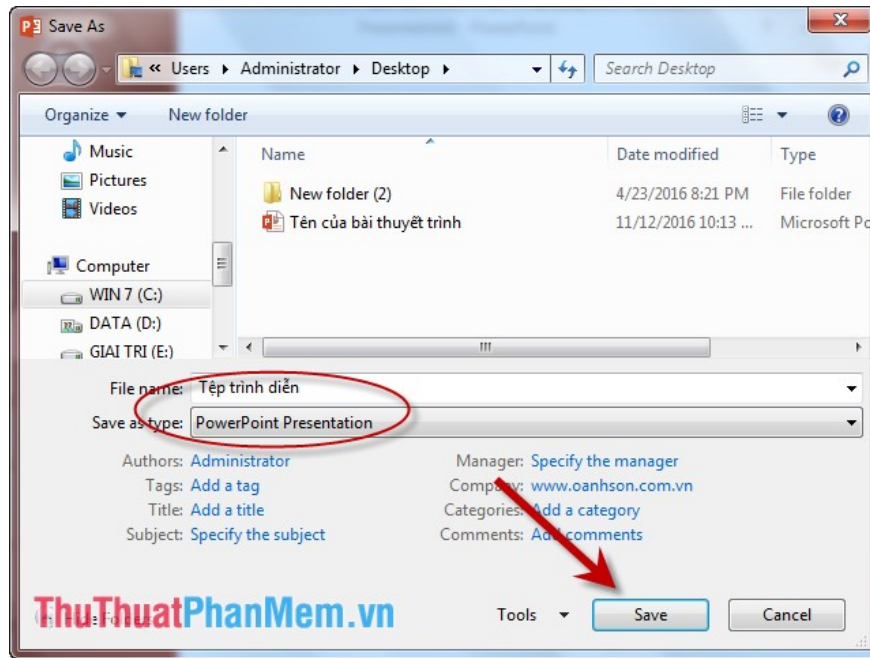 Save As
« Users Administrator Desktop Search Desktop
Organize New folder
Music Name Date modified Type
Pictures New folder (2) 4/23/2016 8:21 PM File folder
Videos Tên của bài thuyết trình 11/12/2016 10:13 ... Microsoft Po
Computer
WIN 7 (C:)
DATA (D:)
GIAI TRI (E:)
File name: Tệp trình diễn
Save as type: PowerPoint Presentation
Authors: Administrator Manager: Specify the manager
Tags: Add a tag Company: www.oanhson.com.vn
Title: Add a title Categories: Add a category
Subject: Specify the subject Comments: Add comments
ThuThuatPhanMem.vn Tools Save Cancel